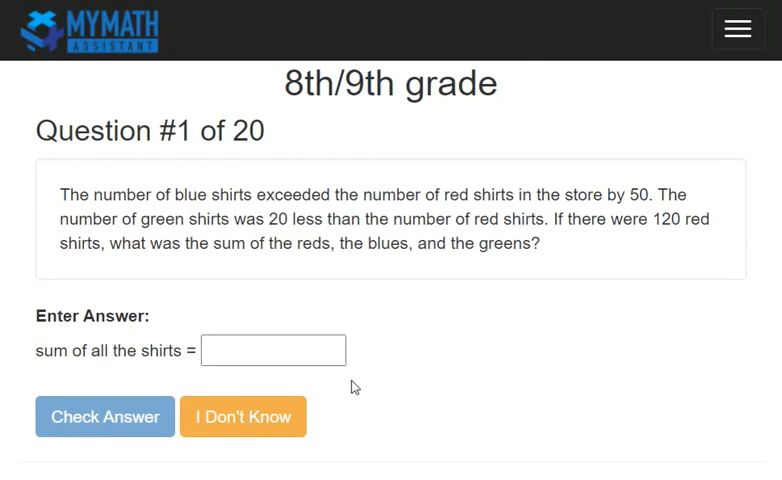 MYMATH
ASSISTANT
8th/9th grade
Question #1 of 20
The number of blue shirts exceeded the number of red shirts in the store by 50. The
number of green shirts was 20 less than the number of red shirts. If there were 120 red
shirts, what was the sum of the reds, the blues, and the greens?
Enter Answer:
sum of all the shirts =
Check Answer I Don't Know